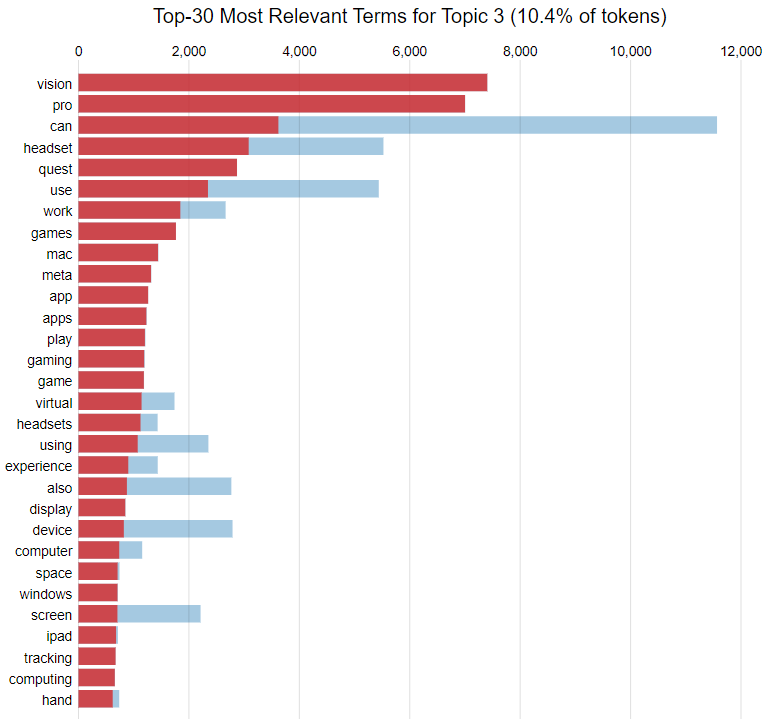 Top-30 Most Relevant Terms for Topic 3 (10.4% of tokens)
0 2,000 4,000 6,000 8,000 10,000 12,000
vision
pro
can
headset
quest
use
work
games
mac
meta
app
apps
play
gaming
game
virtual
headsets
using
experience
also
display
device
computer
space
windows
screen
ipad
tracking
computing
hand